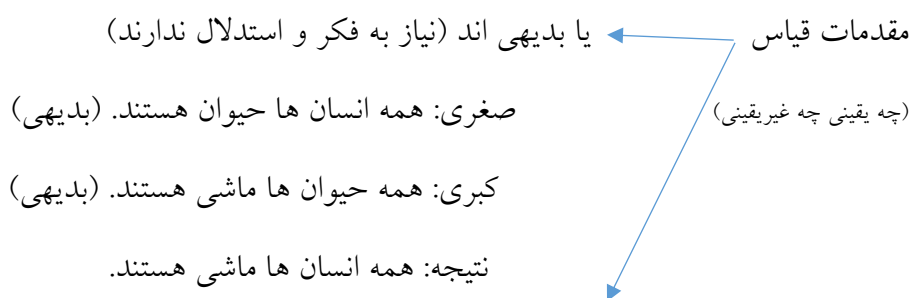 مقدمات قیاس یا بدیهی اند (نیاز به فکر و استدلال ندارند)
(چه یقینی چه غیریقینی) صغری: همه انسان ها حیوان هستند. (بدیهی)
کبری: همه حیوان ها ماشی هستند. (بدیهی)
نتیجه: همه انسان ها ماشی هستند.